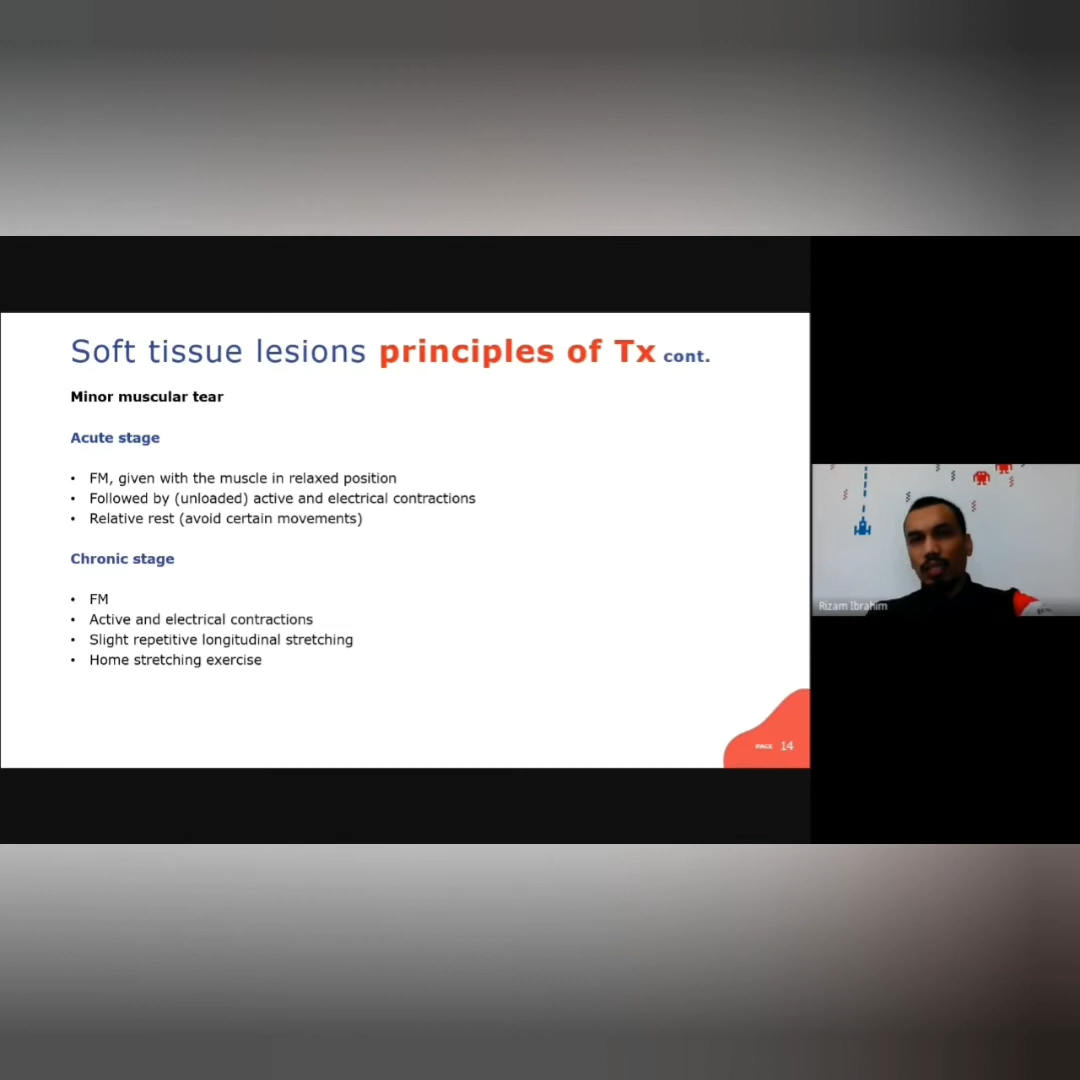 Soft tissue lesions principles of Tx cont.
Minor muscular tear
Acute stage
• FM, given with the muscle in relaxed position
• Followed by (unloaded) active and electrical contractions
• Relative rest (avoid certain movements)
Chronic stage
• FM
• Active and electrical contractions
• Slight repetitive longitudinal stretching
• Home stretching exercise
PAGE 14
Rizam Ibrahim